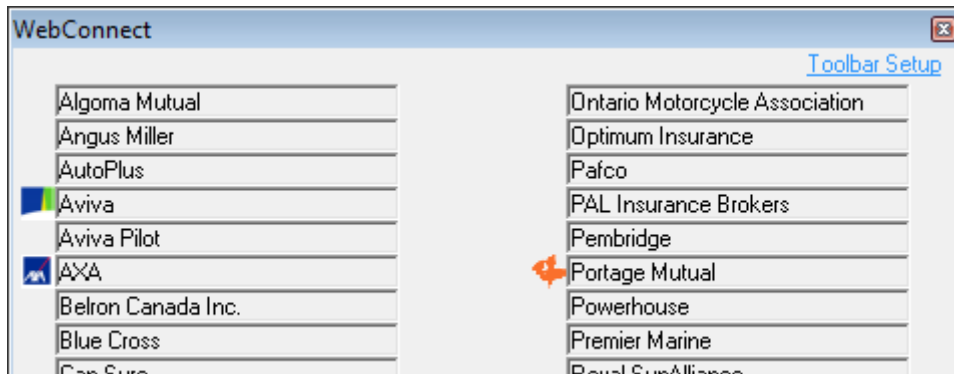 WebConnect
Toolbar Setup
Algoma Mutual
Angus Miller
AutoPlus
Aviva
Aviva Pilot
AXA
Belron Canada Inc.
Blue Cross
Ontario Motorcycle Association
Optimum Insurance
Pafco
PAL Insurance Brokers
Pembridge
Portage Mutual
Powerhouse
Premier Marine